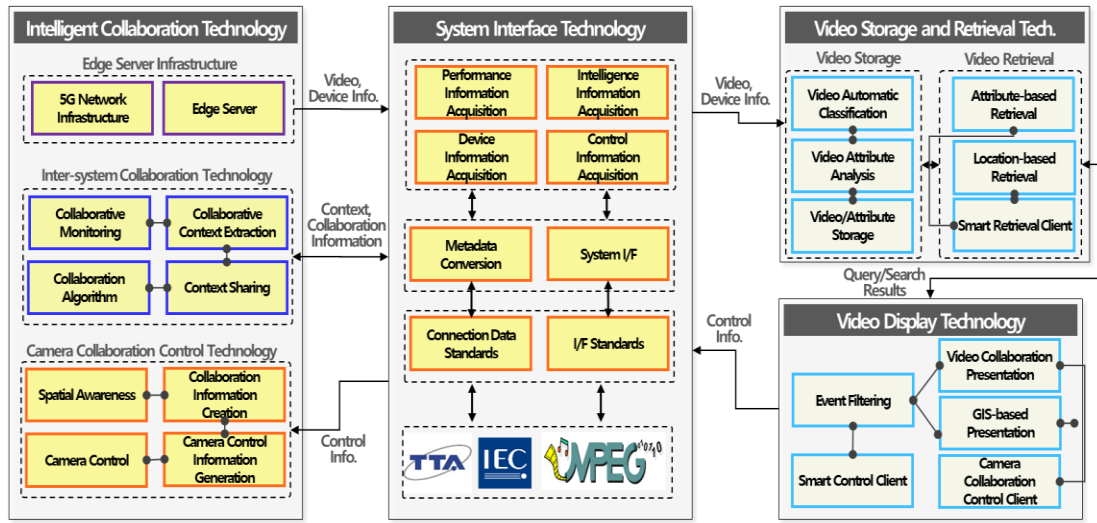 Intelligent Collaboration Technology
Edge Server Infrastructure
5G Network
Infrastructure
Edge Server
Inter-system Collaboration Technology
Collaborative
Monitoring
Collaborative
Context Extraction
Collaboration
Algorithm
Context Sharing
Camera Collaboration Control Technology
Spatial Awareness
Collaboration
Information
Creation
Camera Control
Camera Control
Information
Generation
Video,
Device Info.
Context,
Collaboration
Information
Control
Info.
System Interface Technology
Performance
Information
Acquisition
Intelligence
Information
Acquisition
Device
Information
Acquisition
Control
Information
Acquisition
Metadata
Conversion
System I/F
Connection Data
Standards
I/F Standards
TTA
IEC
MPEG
Video,
Device Info.
Control
Info.
Video Storage and Retrieval Tech.
Video Storage
Video Automatic
Classification
Video Attribute
Analysis
Video/Attribute
Storage
Video Retrieval
Attribute-based
Retrieval
Location-based
Retrieval
Smart Retrieval Client
Query/Search
Results
Video Display Technology
Event Filtering
Smart Control Client
Video Collaboration
Presentation
GIS-based
Presentation
Camera
Collaboration
Control Client